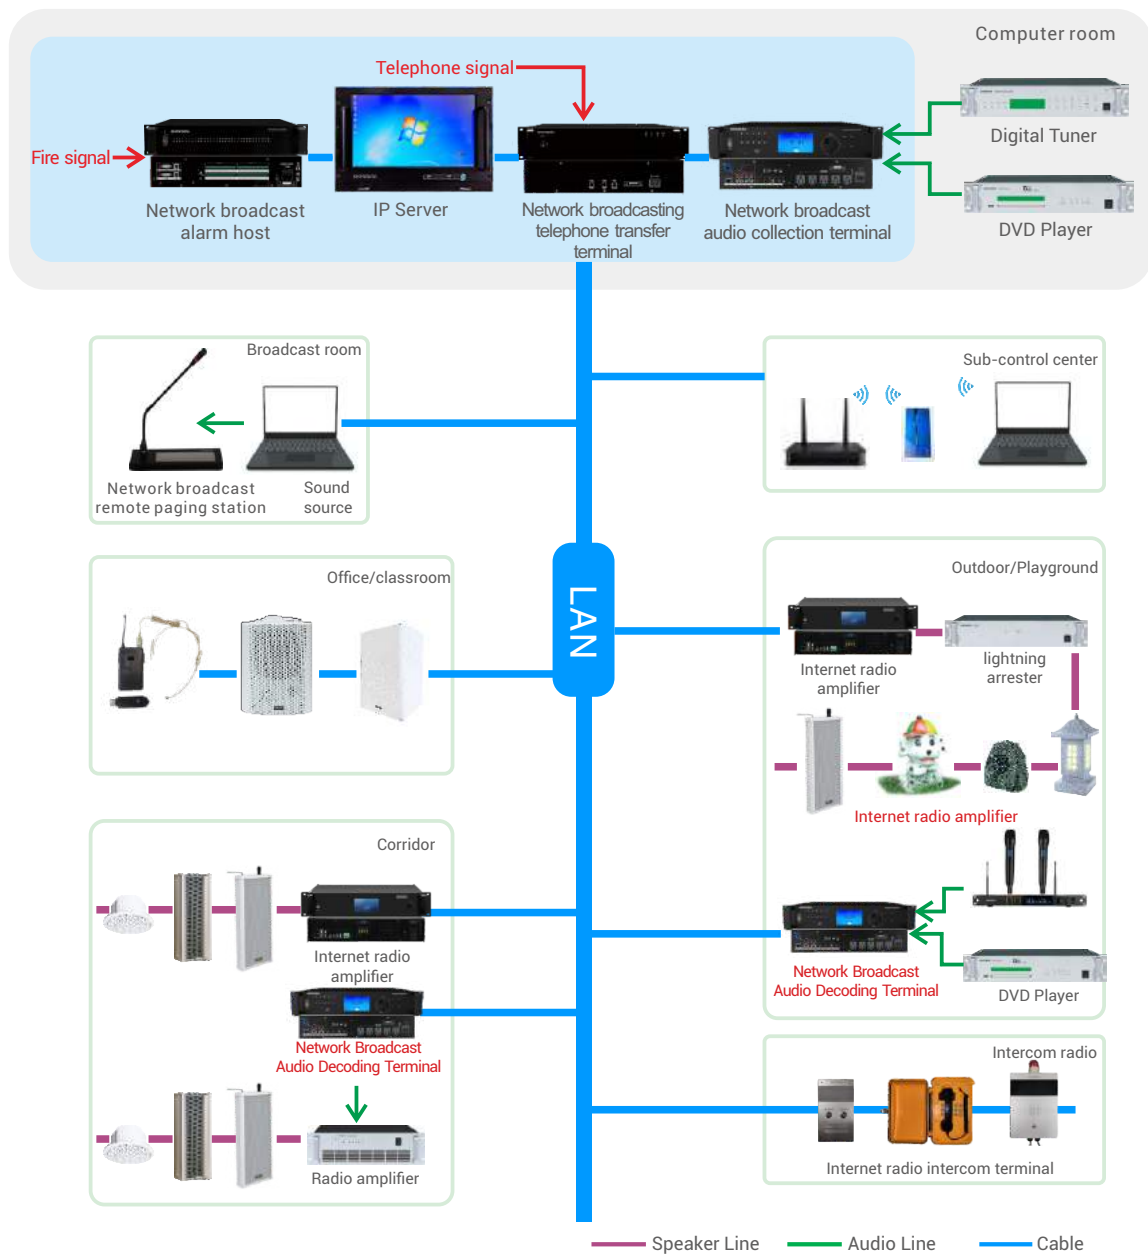 Computer room
Telephone signal
Fire signal
Digital Tuner
Network broadcast
alarm host
IP Server
Network broadcasting
telephone transfer
terminal
Network broadcast
audio collection terminal
DVD Player
Broadcast room
Network broadcast
remote paging station
Sound
source
Sub-control center
LAN
Office/classroom
Outdoor/Playground
Internet radio
amplifier
lightning
arrester
Internet radio amplifier
Corridor
Internet radio
amplifier
Network Broadcast
Audio Decoding Terminal
Radio amplifier
Network Broadcast
Audio Decoding Terminal
DVD Player
Intercom radio
Internet radio intercom terminal
Speaker Line
Audio Line
Cable